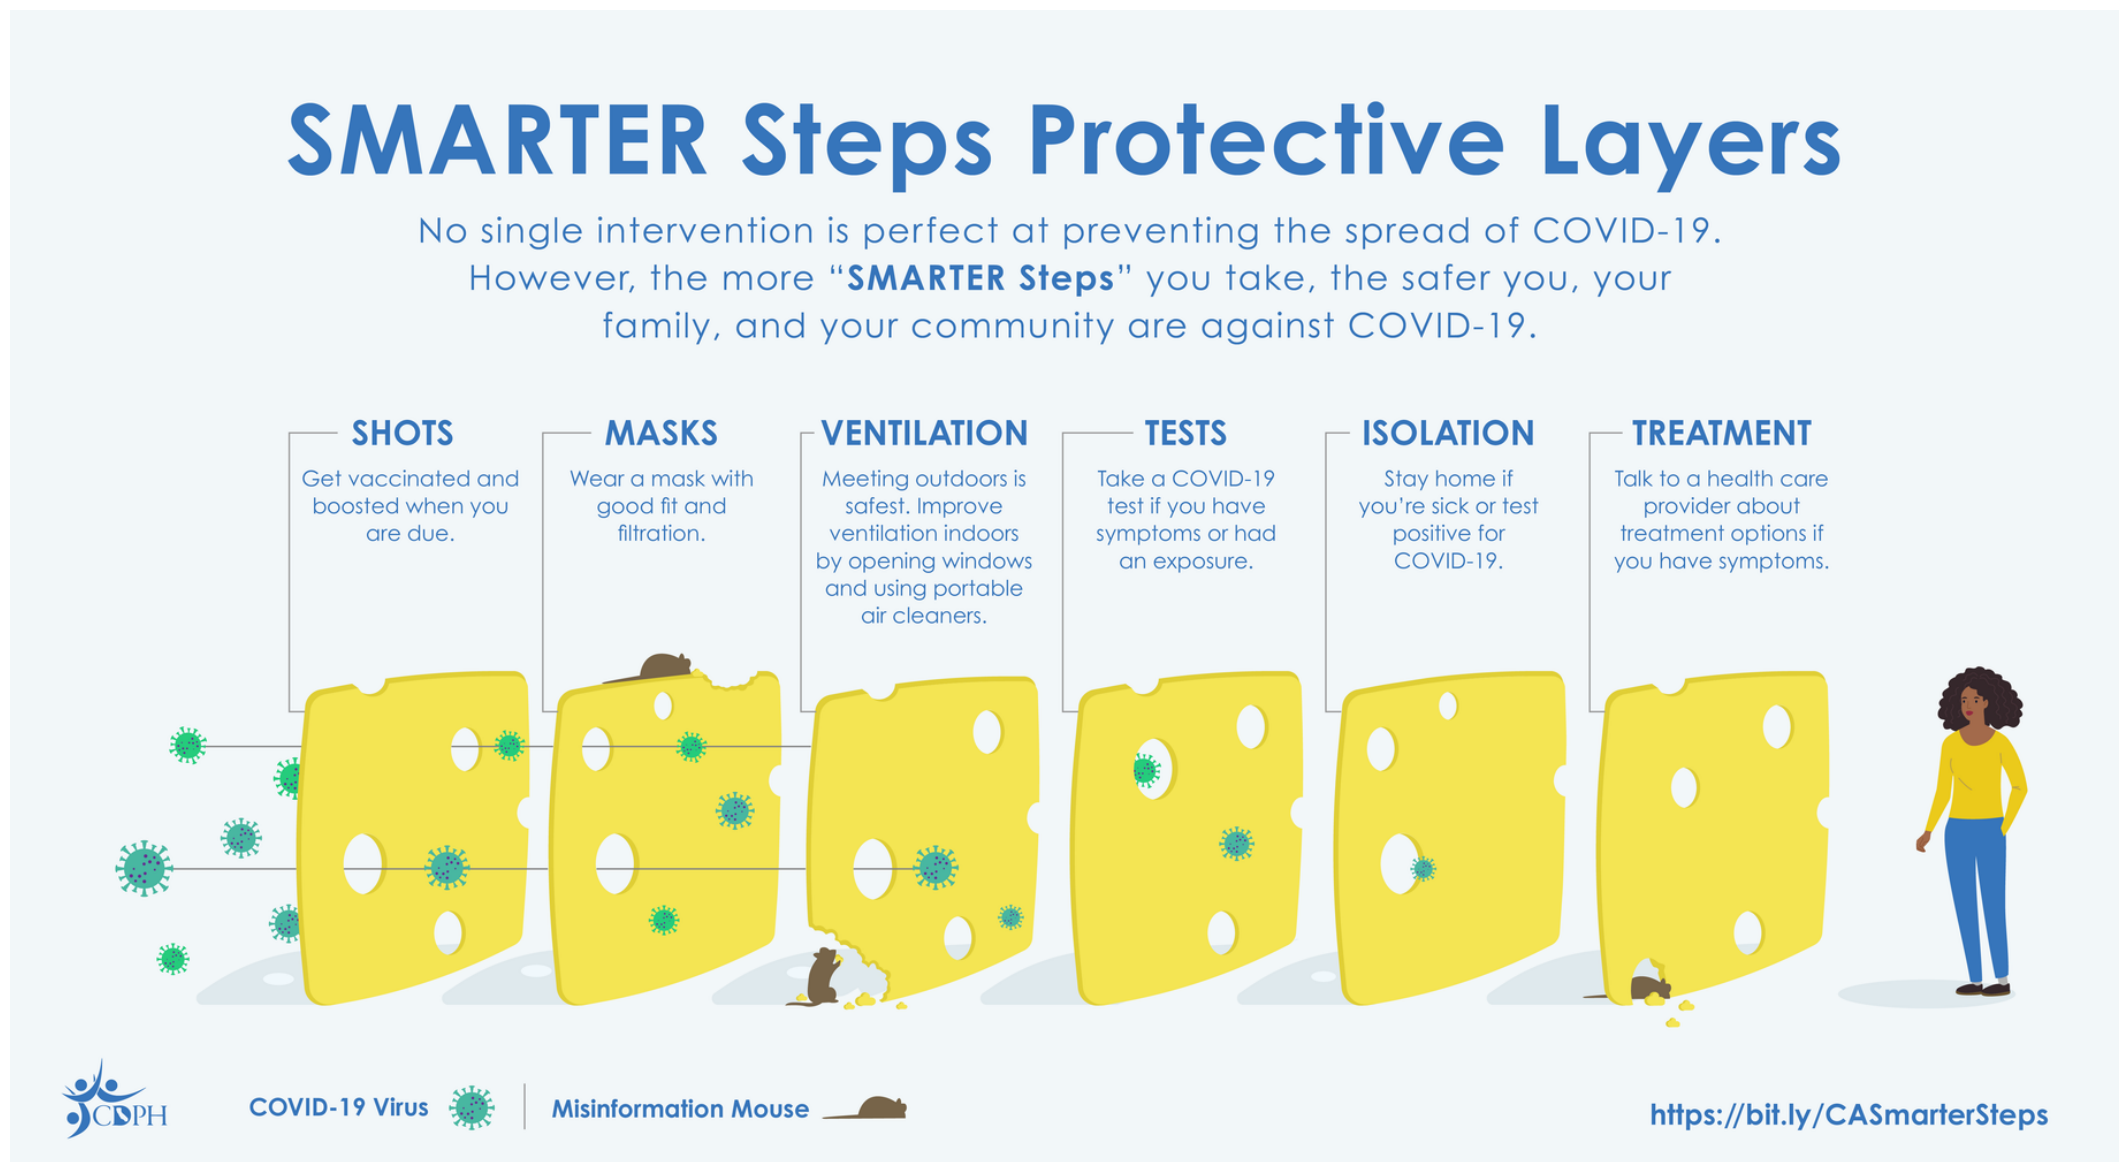 SMARTER Steps Protective Layers
No single intervention is perfect at preventing the spread of COVID-19.
However, the more “SMARTER Steps” you take, the safer you, your
family, and your community are against COVID-19.
SHOTS
Get vaccinated and
boosted when you
are due.
MASKS
Wear a mask with
good fit and
filtration.
VENTILATION
Meeting outdoors is
safest. Improve
ventilation indoors
by opening windows
and using portable
air cleaners.
TESTS
Take a COVID-19
test if you have
symptoms or had
an exposure.
ISOLATION
Stay home if
you’re sick or test
positive for
COVID-19.
TREATMENT
Talk to a health care
provider about
treatment options if
you have symptoms.
CDPH
COVID-19 Virus
Misinformation Mouse
https://bit.ly/CASmarterSteps